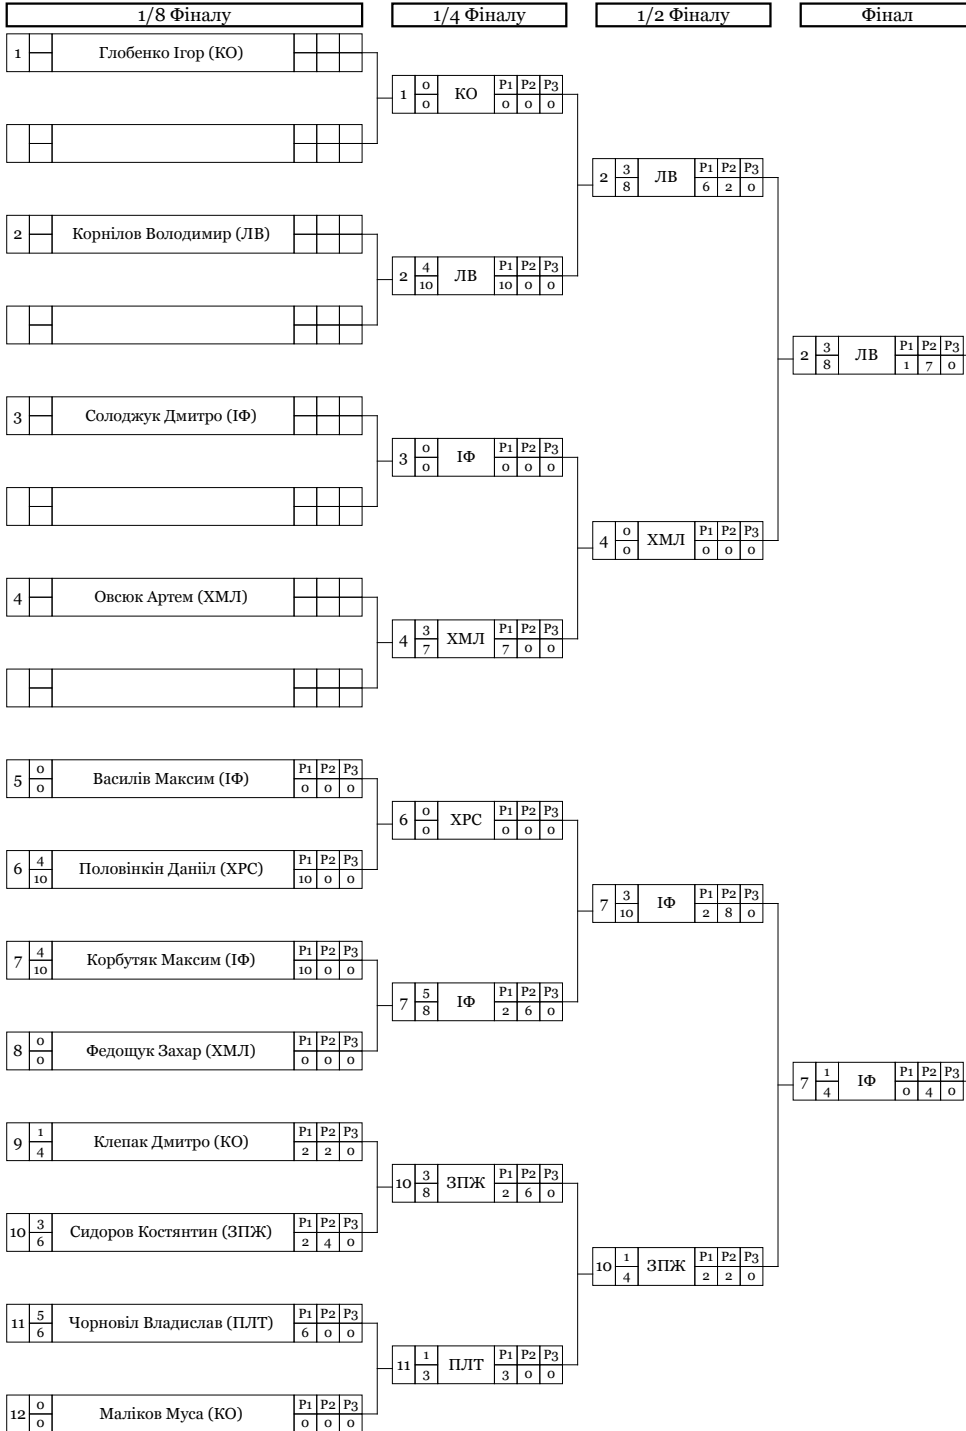 1/8 Фіналу 1/4 Фіналу 1/2 Фіналу Фінал
1 Глобенко Ігор (КО)
1 0 КО P1 P2 P3
0 0 0 0
2 3 ЛВ P1 P2 P3
8 6 2 0
2 Корнілов Володимир (ЛВ)
2 4 ЛВ P1 P2 P3
10 10 0 0
2 3 ЛВ P1 P2 P3
8 1 7 0
3 Солоджук Дмитро (ІФ)
3 0 ІФ P1 P2 P3
0 0 0 0
4 0 ХМЛ P1 P2 P3
0 0 0 0
4 Овсюк Артем (ХМЛ)
4 3 ХМЛ P1 P2 P3
7 7 0 0
5 0 Василів Максим (ІФ) P1 P2 P3
0 0 0 0
6 0 ХРС P1 P2 P3
0 0 0 0
6 4 Половінкін Данііл (ХРС) P1 P2 P3
10 10 0 0
7 3 ІФ P1 P2 P3
10 2 8 0
7 4 Корбутяк Максим (ІФ) P1 P2 P3
10 10 0 0
7 5 ІФ P1 P2 P3
8 2 6 0
8 0 Федощук Захар (ХМЛ) P1 P2 P3
0 0 0 0
7 1 ІФ P1 P2 P3
4 0 4 0
9 1 Клепак Дмитро (КО) P1 P2 P3
4 2 2 0
10 3 ЗПЖ P1 P2 P3
8 2 6 0
10 3 Сидоров Костянтин (ЗПЖ) P1 P2 P3
6 2 4 0
10 1 ЗПЖ P1 P2 P3
4 2 2 0
11 5 Чорновіл Владислав (ПЛТ) P1 P2 P3
6 6 0 0
11 1 ПЛТ P1 P2 P3
3 3 0 0
12 0 Маліков Муса (КО) P1 P2 P3
0 0 0 0